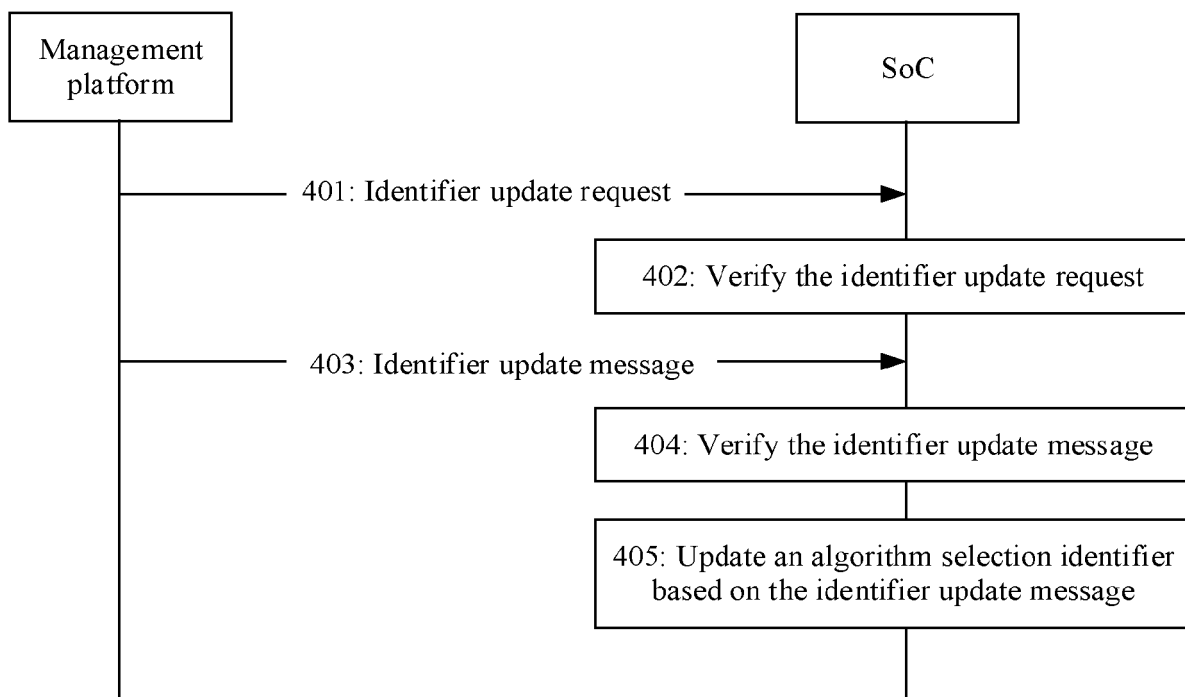 Management
platform
SoC
401: Identifier update request
402: Verify the identifier update request
403: Identifier update message
404: Verify the identifier update message
405: Update an algorithm selection identifier
based on the identifier update message